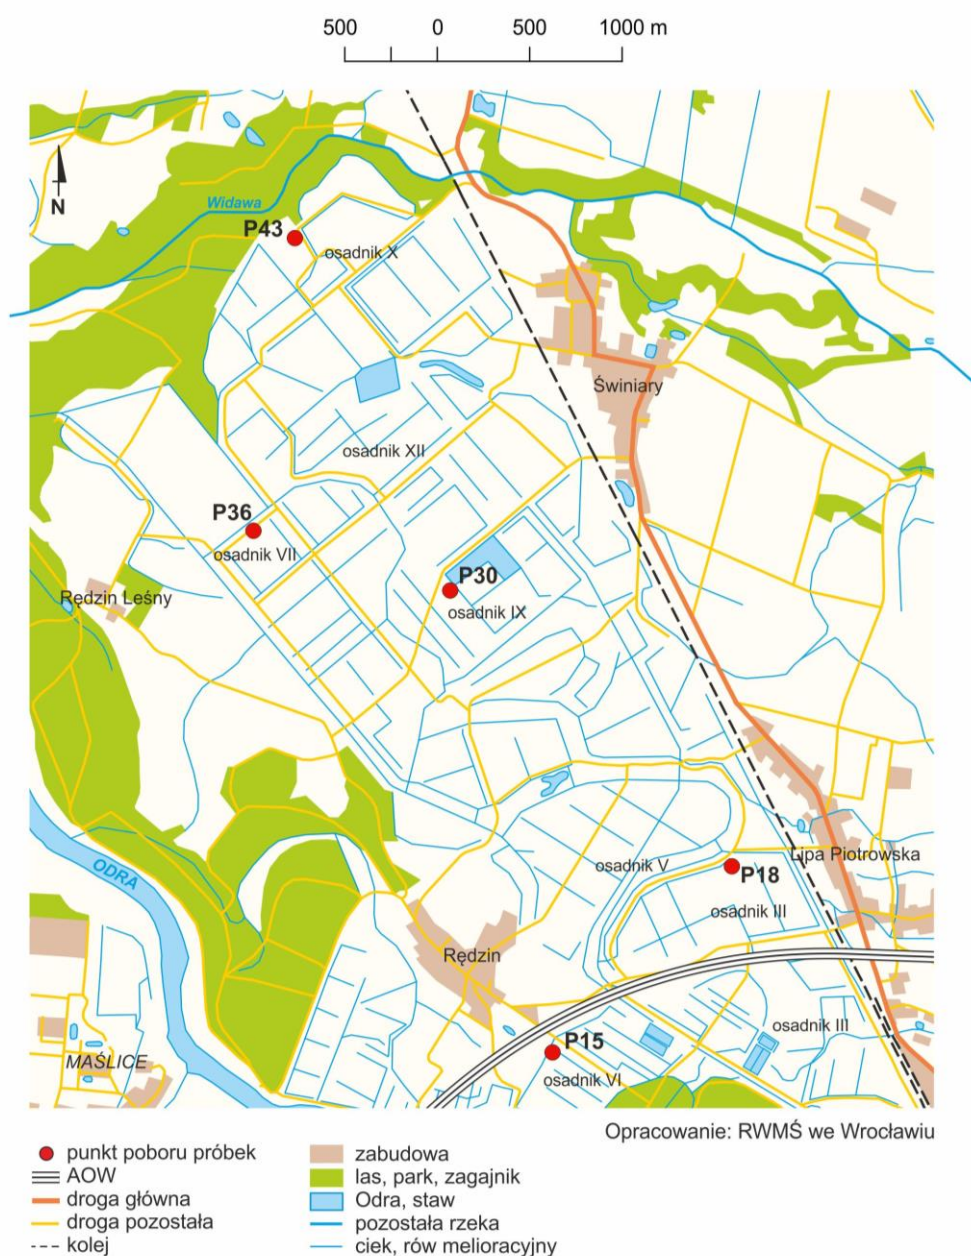 500 0 500 1000 m
N
Widawa
P43
osadnik X
Świniary
osadnik XII
P36
osadnik VII
P30
osadnik IX
Rędzin Leśny
ODRA
osadnik V
Lipa Piotrowska
P18
osadnik III
Rędzin
osadnik III
P15
MAŚLICE
osadnik VI
Opracowanie: RWMŚ we Wrocławiu
punkt poboru próbek
AOW
droga główna
droga pozostała
kolej
zabudowa
las, park, zagajnik
Odra, staw
pozostała rzeka
ciek, rów melioracyjny